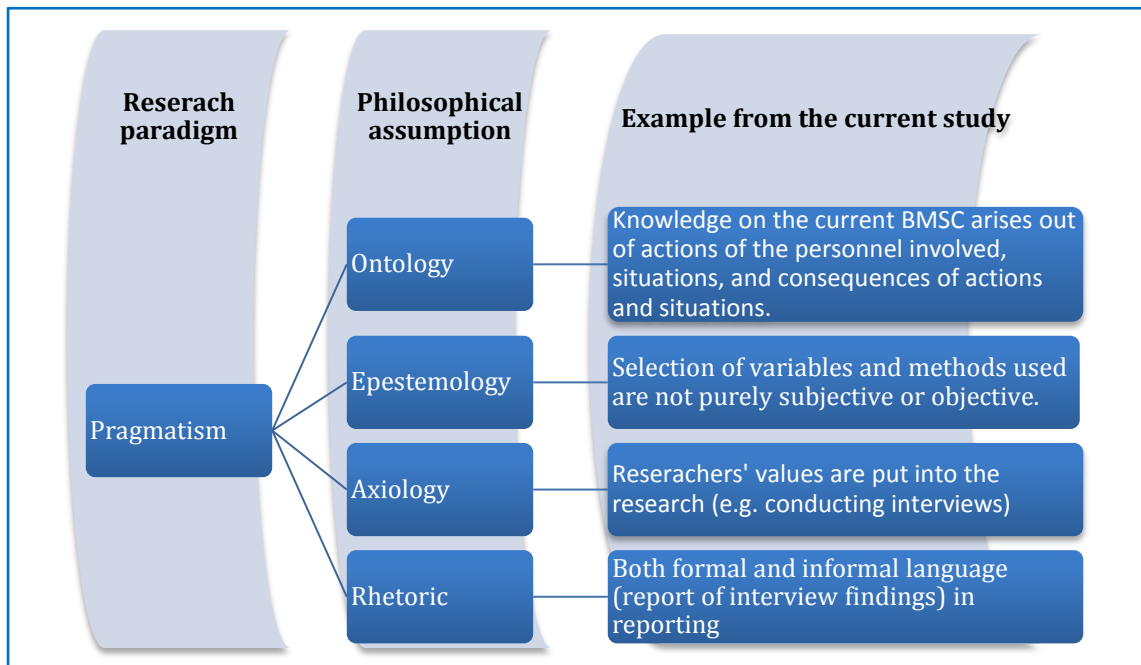 Reserach
paradigm
Philosophical
assumption
Example from the current study
Pragmatism
Ontology
Knowledge on the current BMSC arises out
of actions of the personnel involved,
situations, and consequences of actions
and situations.
Epestemology
Selection of variables and methods used
are not purely subjective or objective.
Axiology
Reserachers' values are put into the
research (e.g. conducting interviews)
Rhetoric
Both formal and informal language
(report of interview findings) in
reporting